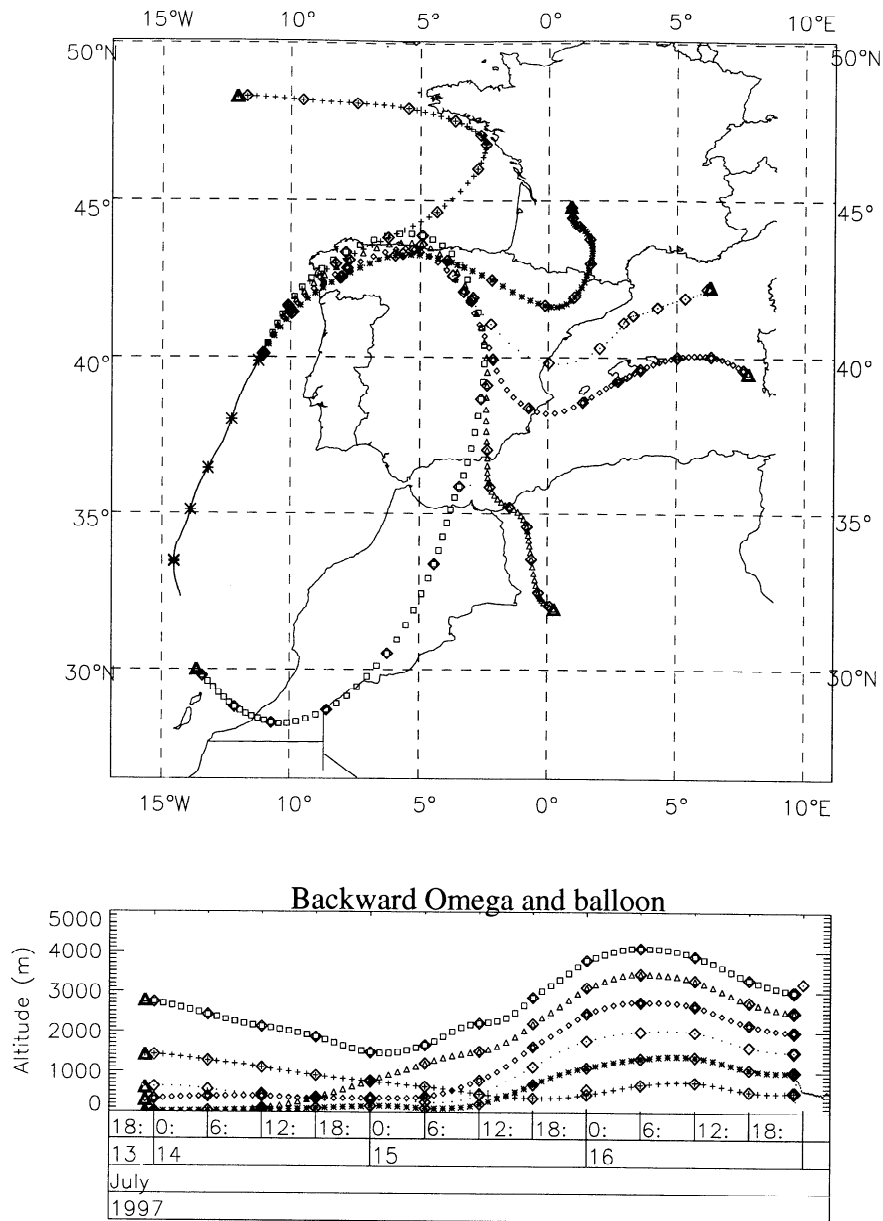 15°W 10° 5° 0° 5° 10°E
50°N 50°N
45° 45°
40° 40°
35° 35°
30°N 30°N
15°W 10° 5° 0° 5° 10°E
Backward Omega and balloon
Altitude (m)
5000
4000
3000
2000
1000
0
18: 0: 6: 12: 18: 0: 6: 12: 18: 0: 6: 12: 18:
13 14 15 16
July
1997